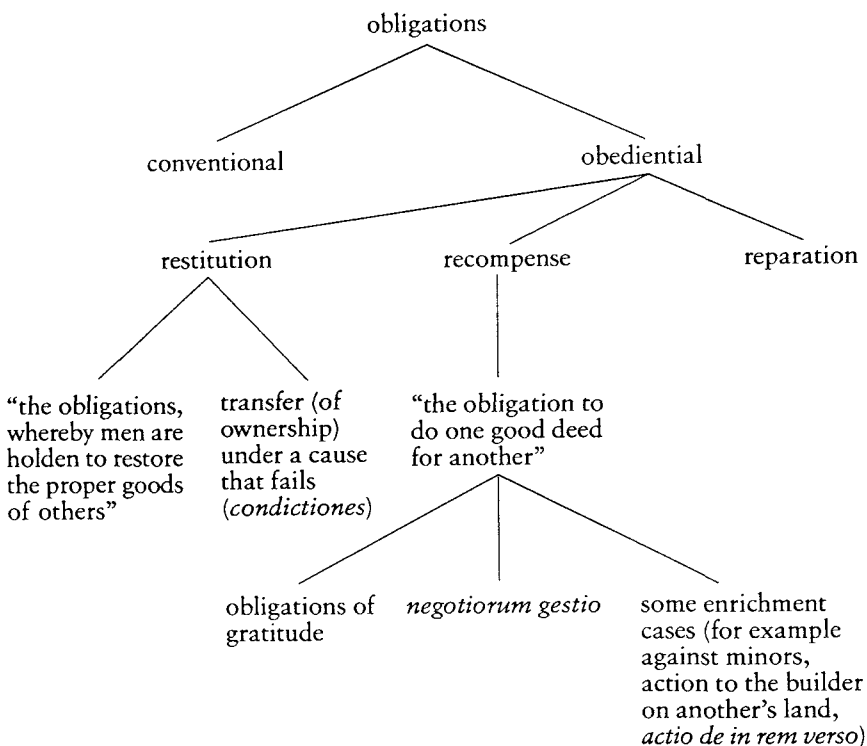 obligations
conventional
obediential
restitution
recompense
reparation
“the obligations,
whereby men are
holden to restore
the proper goods
of others”
transfer (of
ownership)
under a cause
that fails
(condictiones)
“the obligation to
do one good deed
for another”
obligations of
gratitude
negotiorum gestio
some enrichment
cases (for example
against minors,
action to the builder
on another’s land,
actio de in rem verso)